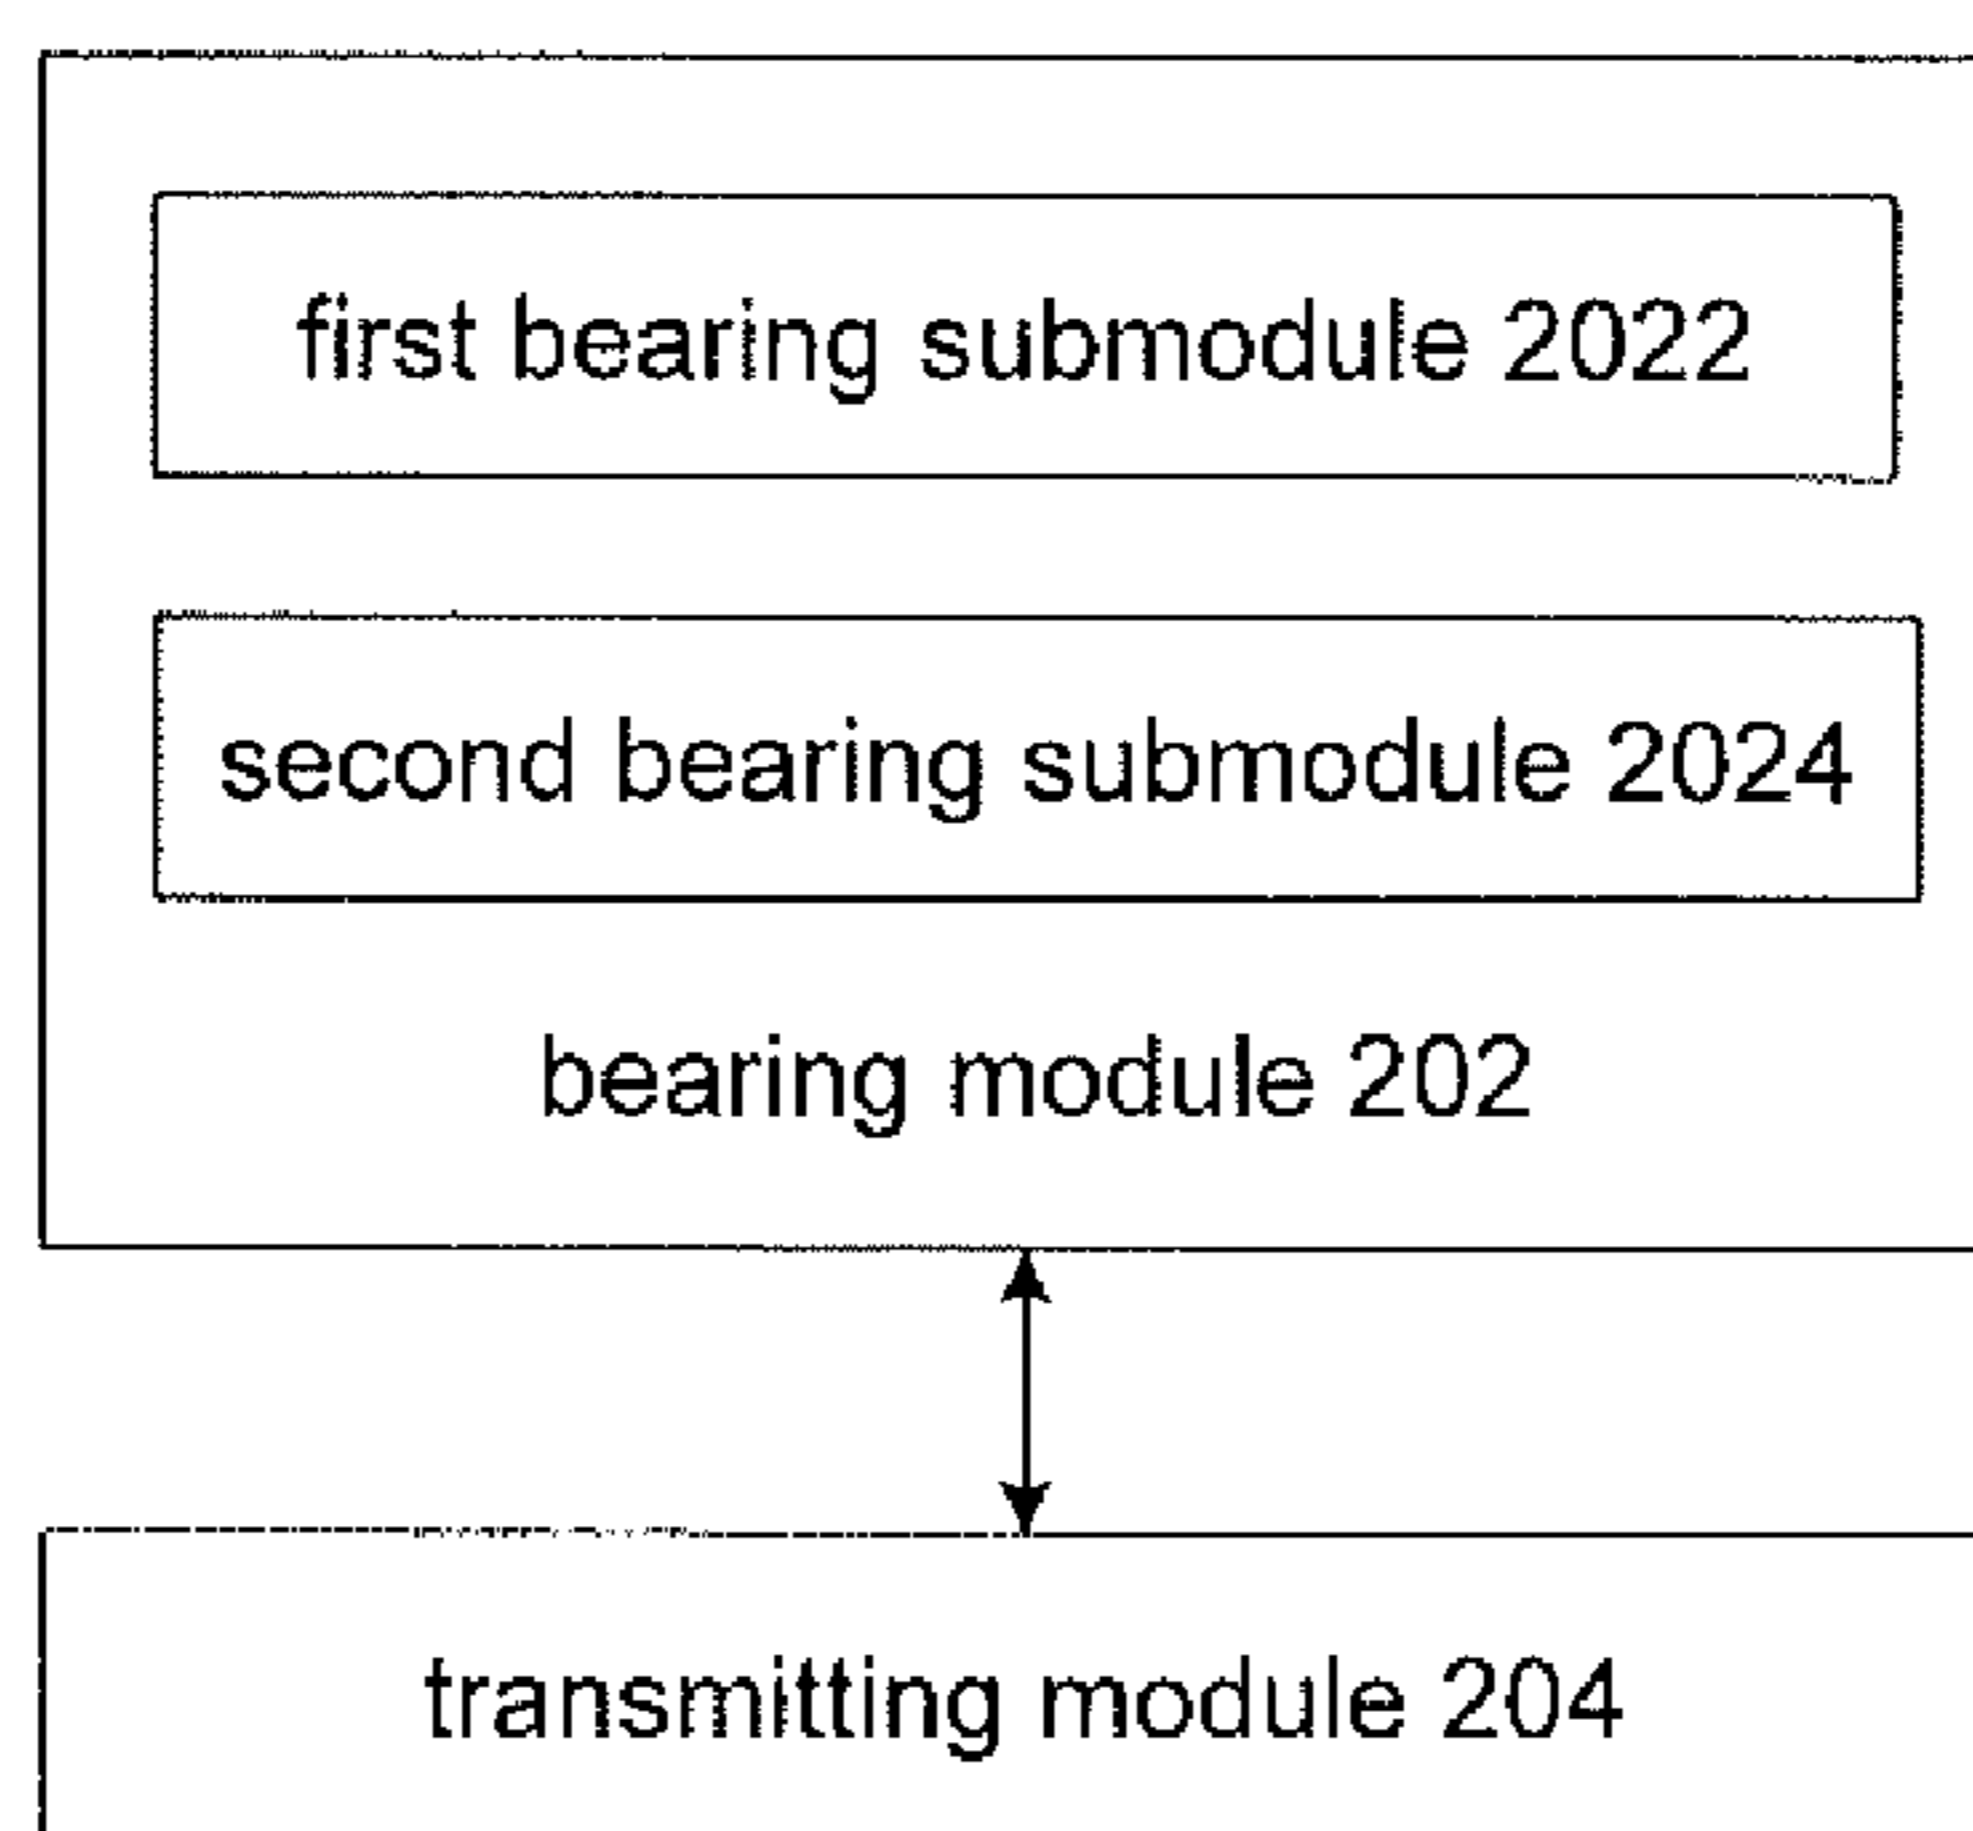 first bearing submodule 2022
second bearing submodule 2024
bearing module 202
transmitting module 204